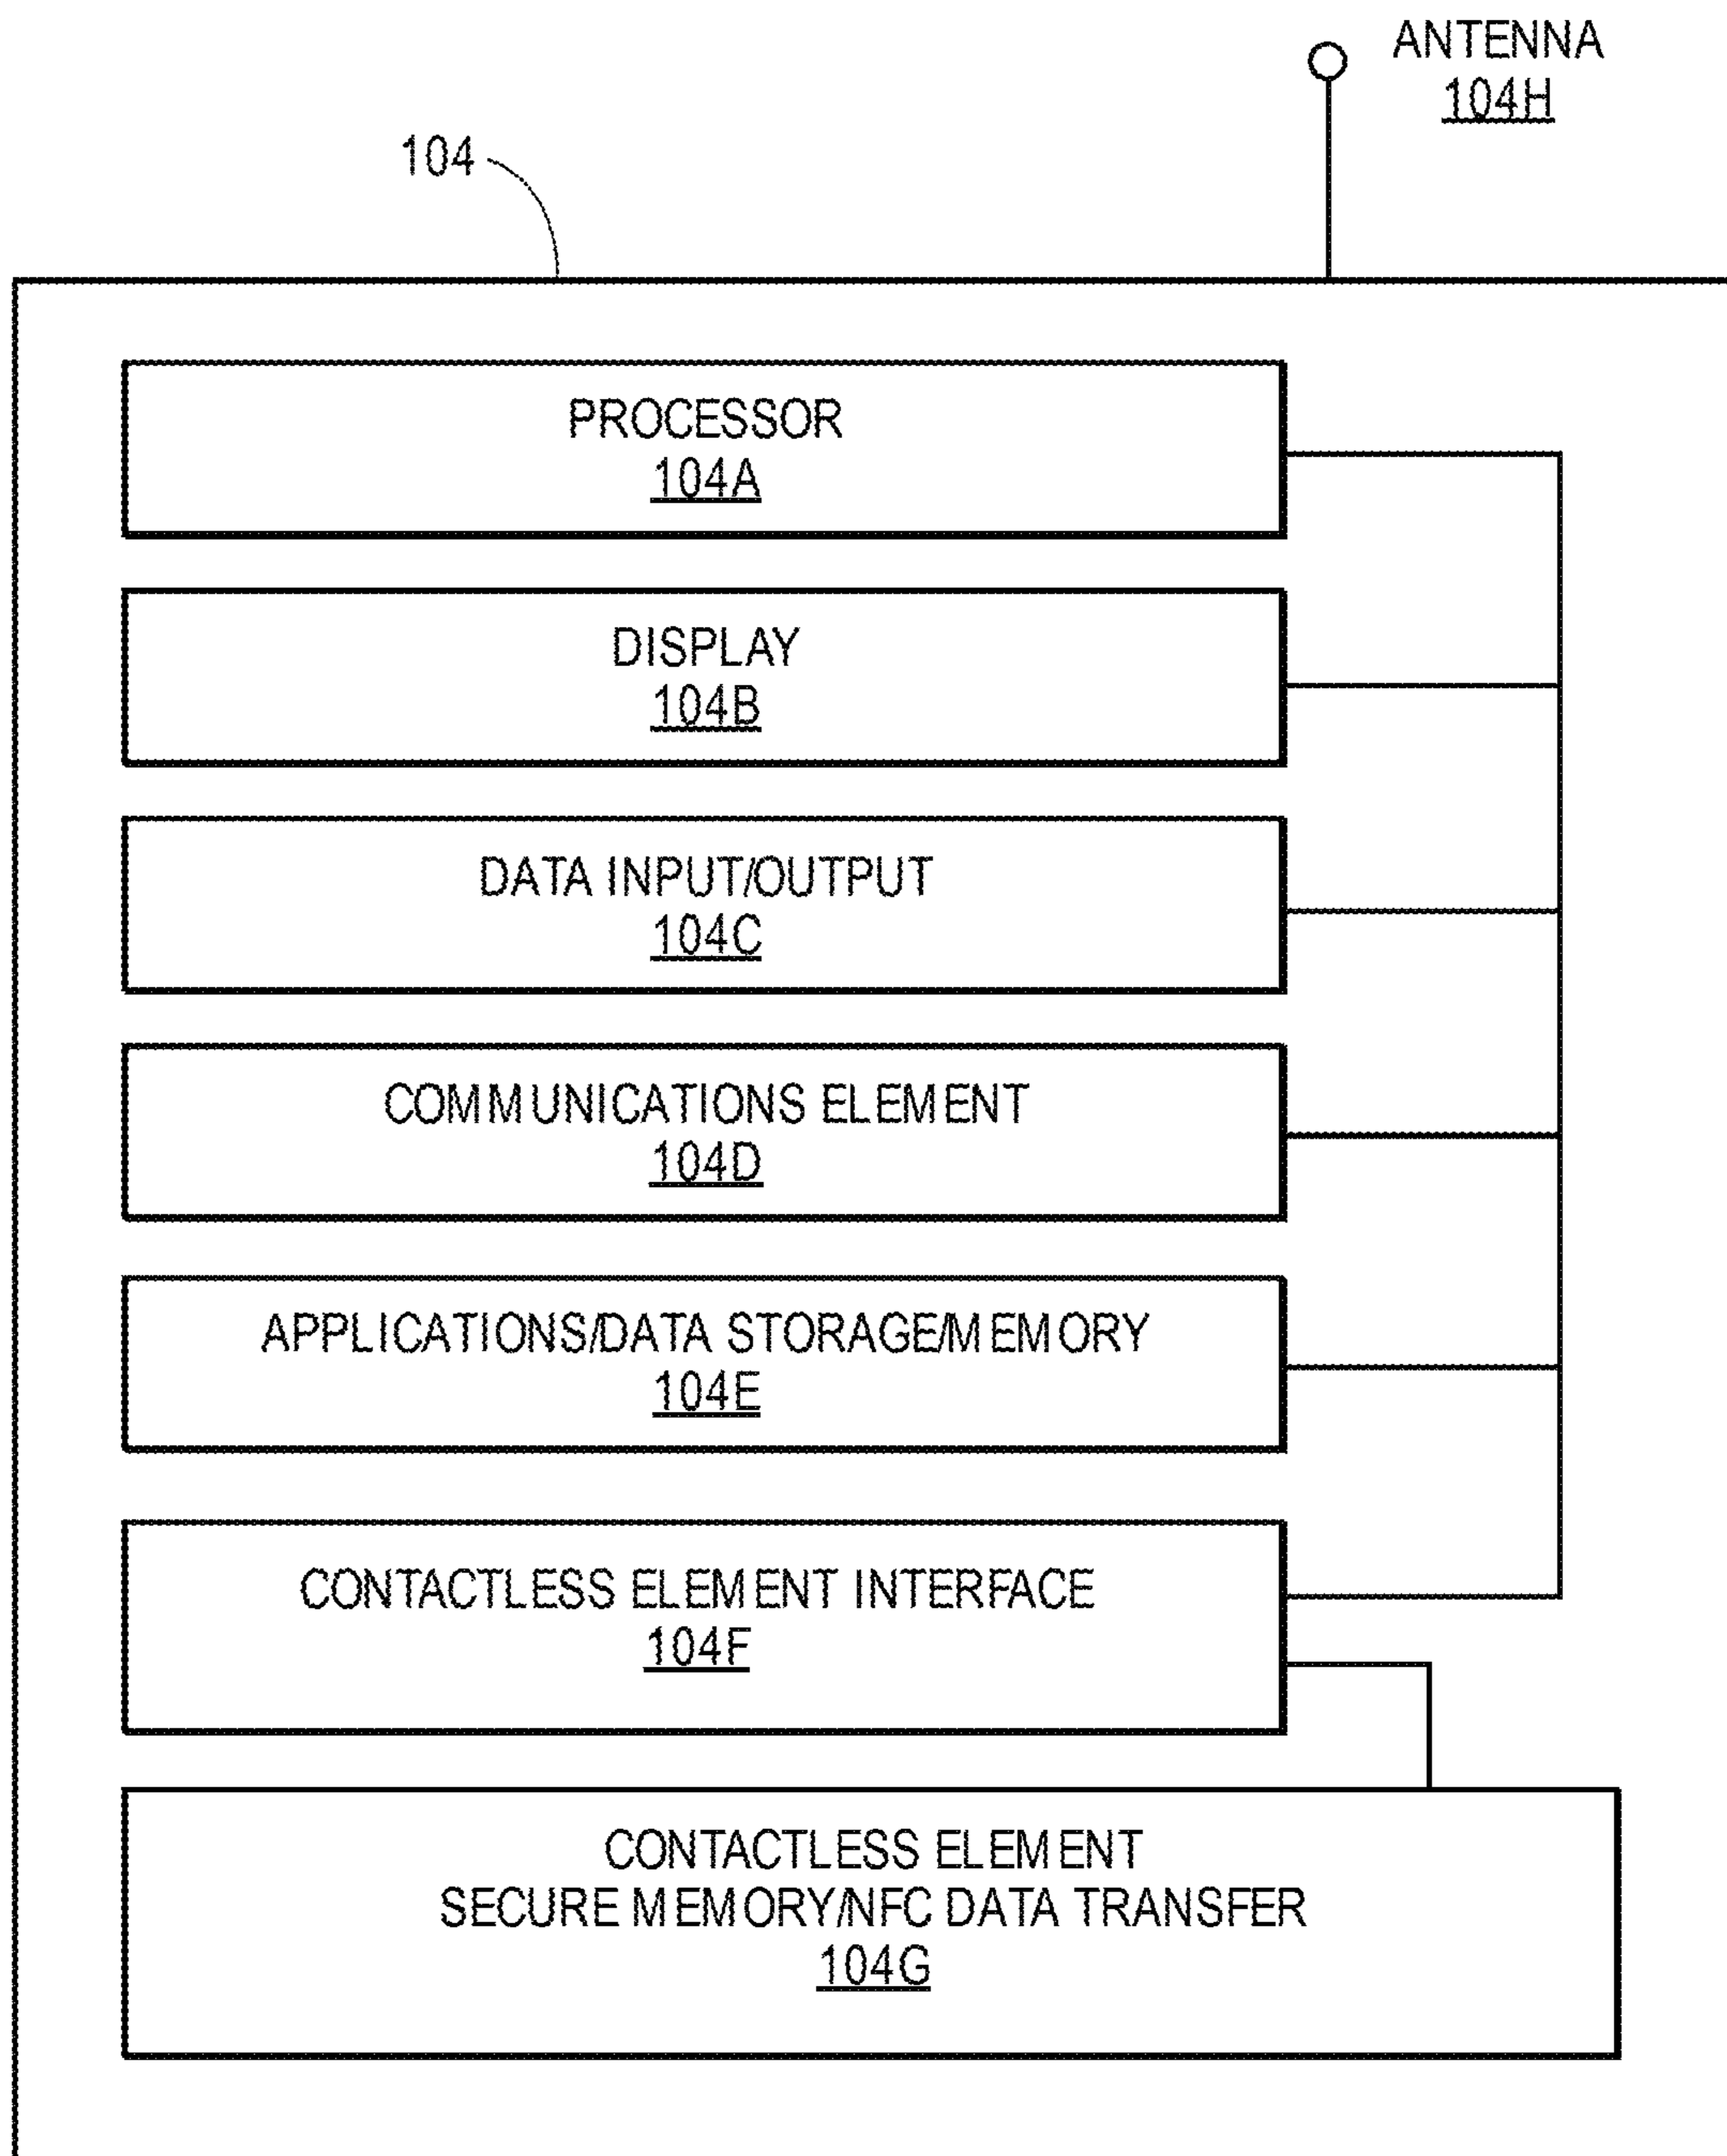 ANTENNA
104H
104
PROCESSOR
104A
DISPLAY
104B
DATA INPUT/OUTPUT
104C
COMMUNICATIONS ELEMENT
104D
APPLICATIONS/DATA STORAGE/MEMORY
104E
CONTACTLESS ELEMENT INTERFACE
104F
CONTACTLESS ELEMENT
SECURE MEMORY/NFC DATA TRANSFER
104G